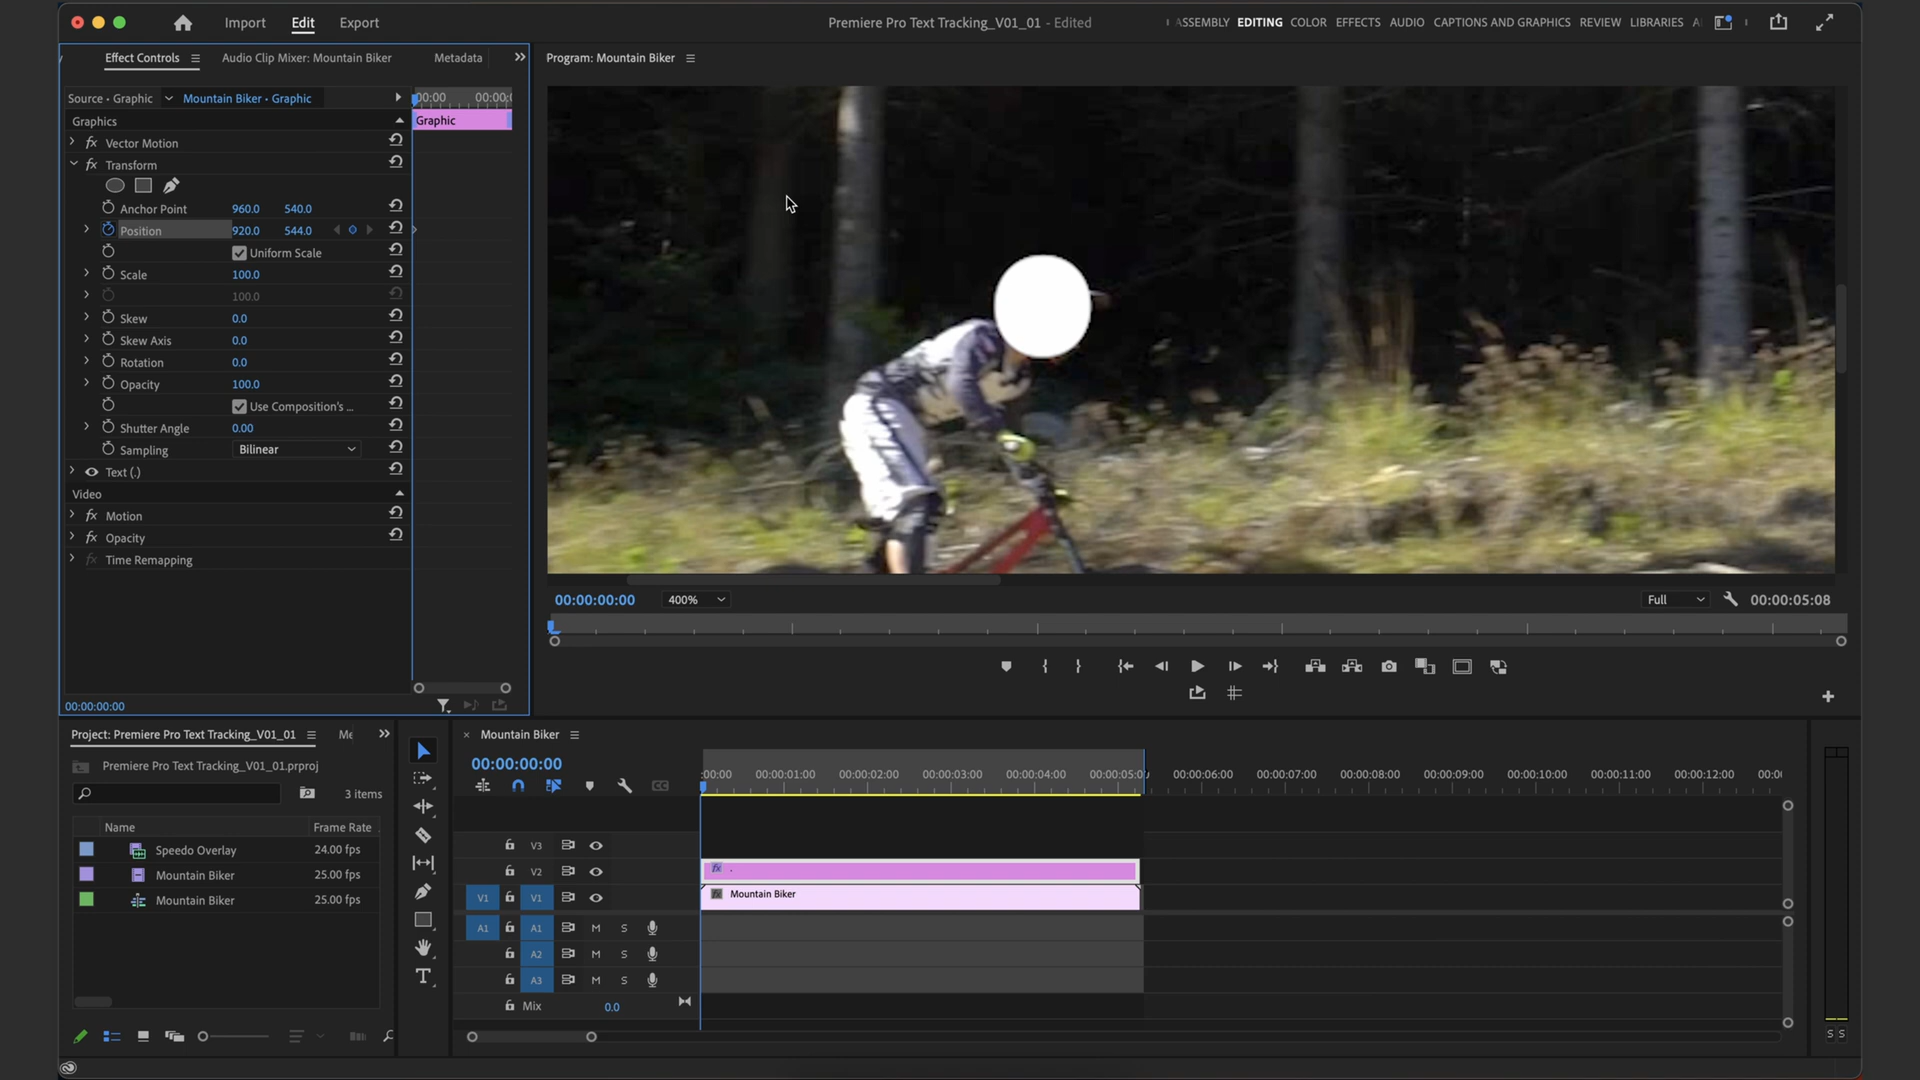 Import Edit Export
Premiere Pro Text Tracking_V01_01 - Edited
ASSEMBLY EDITING COLOR EFFECTS AUDIO CAPTIONS AND GRAPHICS REVIEW LIBRARIES
Effect Controls Audio Clip Mixer: Mountain Biker Metadata
Source • Graphic Mountain Biker • Graphic
Graphics
Vector Motion
Transform
Anchor Point 960.0 540.0
Position 920.0 544.0
Uniform Scale
Scale 100.0
100.0
Skew 0.0
Skew Axis 0.0
Rotation 0.0
Opacity 100.0
Use Composition's ...
Shutter Angle 0.00
Sampling Bilinear
Text (.)
Video
Motion
Opacity
Time Remapping
Graphic
00:00:00:00
Program: Mountain Biker
00:00:00:00 400% Full 00:00:05:08
Project: Premiere Pro Text Tracking_V01_01
Premiere Pro Text Tracking_V01_01.prproj
3 items
Name Frame Rate
Speedo Overlay 24.00 fps
Mountain Biker 25.00 fps
Mountain Biker 25.00 fps
Mountain Biker
00:00:00:00
:00:00 00:00:01:00 00:00:02:00 00:00:03:00 00:00:04:00 00:00:05:0 00:00:06:00 00:00:07:00 00:00:08:00 00:00:09:00 00:00:10:00 00:00:11:00 00:00:12:00
V3
V2 fx .
V1 V1 fx Mountain Biker
A1 A1 M S
A2 M S
A3 M S
Mix 0.0
S S